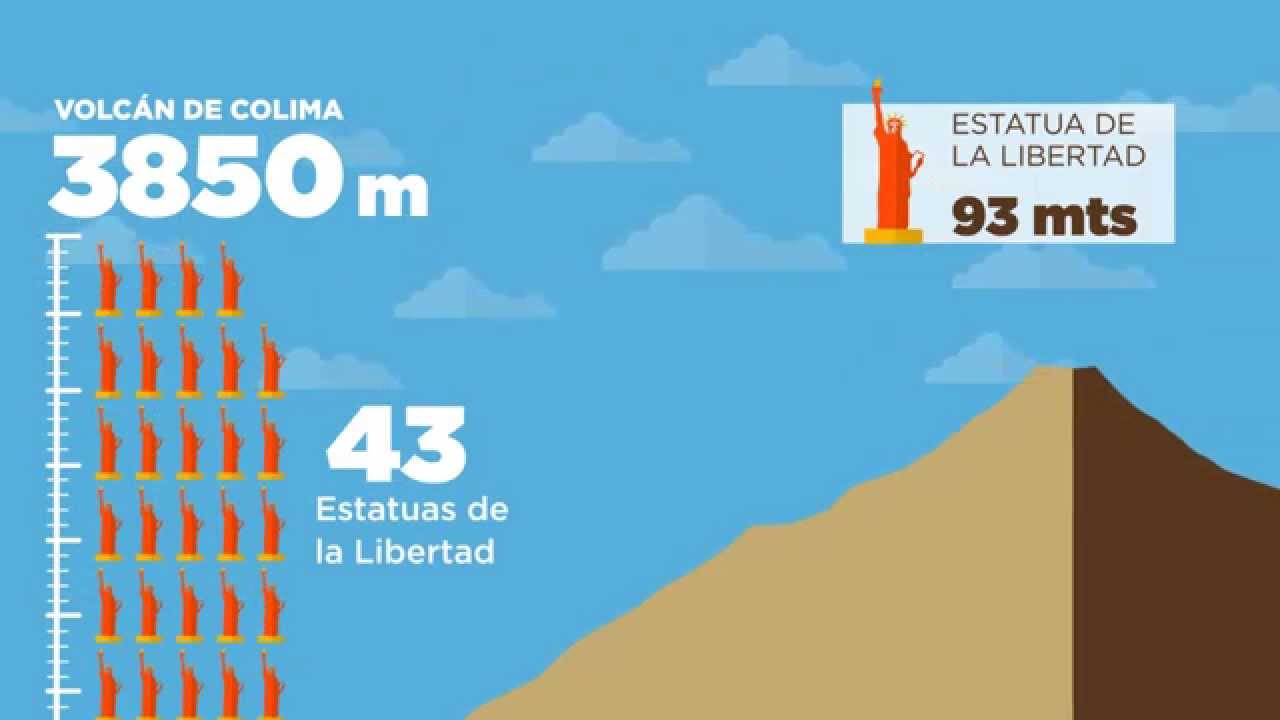 VOLCÁN DE COLIMA
3850 m
ESTATUA DE
LA LIBERTAD
93 mts
43
Estatuas de
la Libertad